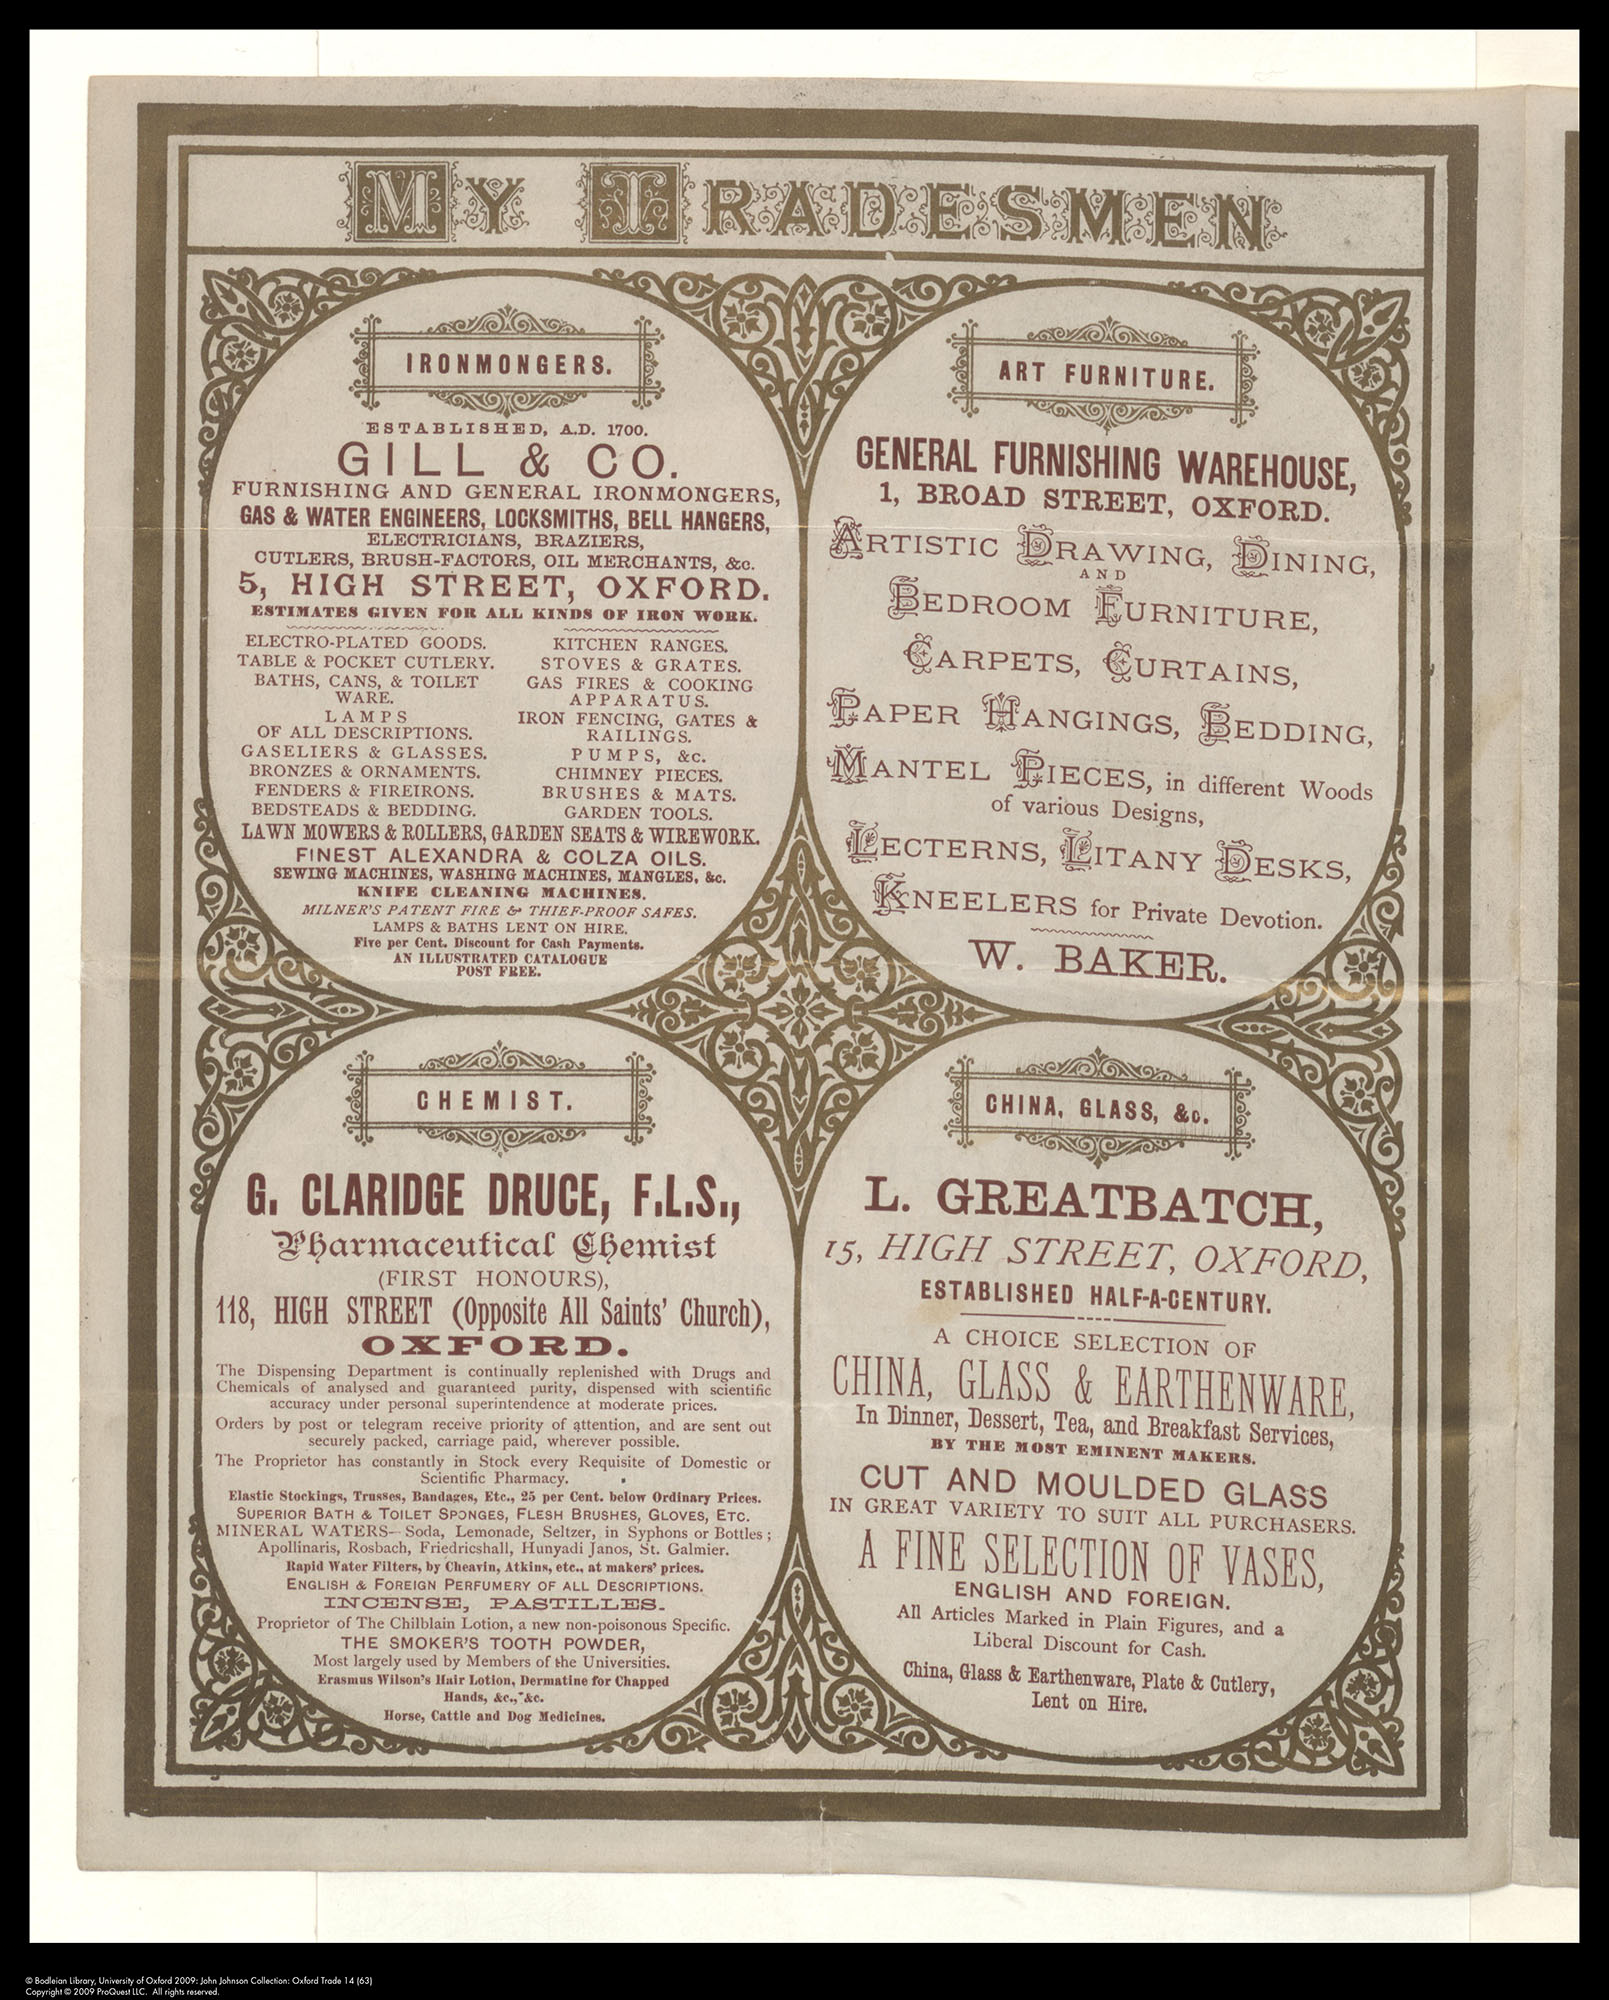 MY TRADESMEN
IRONMONGERS.
ESTABLISHED, A.D. 1700.
GILL & CO.
FURNISHING AND GENERAL IRONMONGERS,
GAS & WATER ENGINEERS, LOCKSMITHS, BELL HANGERS,
ELECTRICIANS, BRAZIERS,
CUTLERS, BRUSH-FACTORS, OIL MERCHANTS, &c.
5, HIGH STREET, OXFORD.
ESTIMATES GIVEN FOR ALL KINDS OF IRON WORK.
ELECTRO-PLATED GOODS.
TABLE & POCKET CUTLERY.
BATHS, CANS, & TOILET
WARE.
LAMPS
OF ALL DESCRIPTIONS.
GASELIERS & GLASSES.
BRONZES & ORNAMENTS.
FENDERS & FIREIRONS.
BEDSTEADS & BEDDING.
KITCHEN RANGES.
STOVES & GRATES.
GAS FIRES & COOKING
APPARATUS.
IRON FENCING, GATES &
RAILINGS.
PUMPS, &c.
CHIMNEY PIECES.
BRUSHES & MATS.
GARDEN TOOLS.
LAWN MOWERS & ROLLERS, GARDEN SEATS & WIREWORK.
FINEST ALEXANDRA & COLZA OILS.
SEWING MACHINES, WASHING MACHINES, MANGLES, &c.
KNIFE CLEANING MACHINES.
MILNER'S PATENT FIRE & THIEF-PROOF SAFES.
LAMPS & BATHS LENT ON HIRE.
Five per Cent. Discount for Cash Payments.
AN ILLUSTRATED CATALOGUE
POST FREE.
ART FURNITURE.
GENERAL FURNISHING WAREHOUSE,
1, BROAD STREET, OXFORD.
ARTISTIC DRAWING, DINING,
AND
BEDROOM FURNITURE,
CARPETS, CURTAINS,
PAPER HANGINGS, BEDDING,
MANTEL PIECES, in different Woods
of various Designs,
LECTERNS, LITANY DESKS,
KNEELERS for Private Devotion.
W. BAKER.
CHEMIST.
G. CLARIDGE DRUCE, F.L.S.,
Pharmaceutical Chemist
(FIRST HONOURS),
118, HIGH STREET (Opposite All Saints' Church),
OXFORD.
The Dispensing Department is continually replenished with Drugs and
Chemicals of analysed and guaranteed purity, dispensed with scientific
accuracy under personal superintendence at moderate prices.
Orders by post or telegram receive priority of attention, and are sent out
securely packed, carriage paid, wherever possible.
The Proprietor has constantly in Stock every Requisite of Domestic or
Scientific Pharmacy.
Elastic Stockings, Trusses, Bandages, Etc., 25 per Cent. below Ordinary Prices.
SUPERIOR BATH & TOILET SPONGES, FLESH BRUSHES, GLOVES, ETC.
MINERAL WATERS—Soda, Lemonade, Seltzer, in Syphons or Bottles;
Apollinaris, Rosbach, Friedricshall, Hunyadi Janos, St. Galmier.
Rapid Water Filters, by Cheavin, Atkins, etc., at makers' prices.
ENGLISH & FOREIGN PERFUMERY OF ALL DESCRIPTIONS.
INCENSE, PASTILLES.
Proprietor of The Chilblain Lotion, a new non-poisonous Specific.
THE SMOKER'S TOOTH POWDER,
Most largely used by Members of the Universities.
Erasmus Wilson's Hair Lotion, Dermatine for Chapped
Hands, &c., &c.
Horse, Cattle and Dog Medicines.
CHINA, GLASS, &c.
L. GREATBATCH,
15, HIGH STREET, OXFORD,
ESTABLISHED HALF-A-CENTURY.
A CHOICE SELECTION OF
CHINA, GLASS & EARTHENWARE,
In Dinner, Dessert, Tea, and Breakfast Services,
BY THE MOST EMINENT MAKERS.
CUT AND MOULDED GLASS
IN GREAT VARIETY TO SUIT ALL PURCHASERS.
A FINE SELECTION OF VASES,
ENGLISH AND FOREIGN.
All Articles Marked in Plain Figures, and a
Liberal Discount for Cash.
China, Glass & Earthenware, Plate & Cutlery,
Lent on Hire.
© Bodleian Library, University of Oxford 2009: John Johnson Collection: Oxford Trade 14 (63)
Copyright © 2009 ProQuest LLC. All rights reserved.